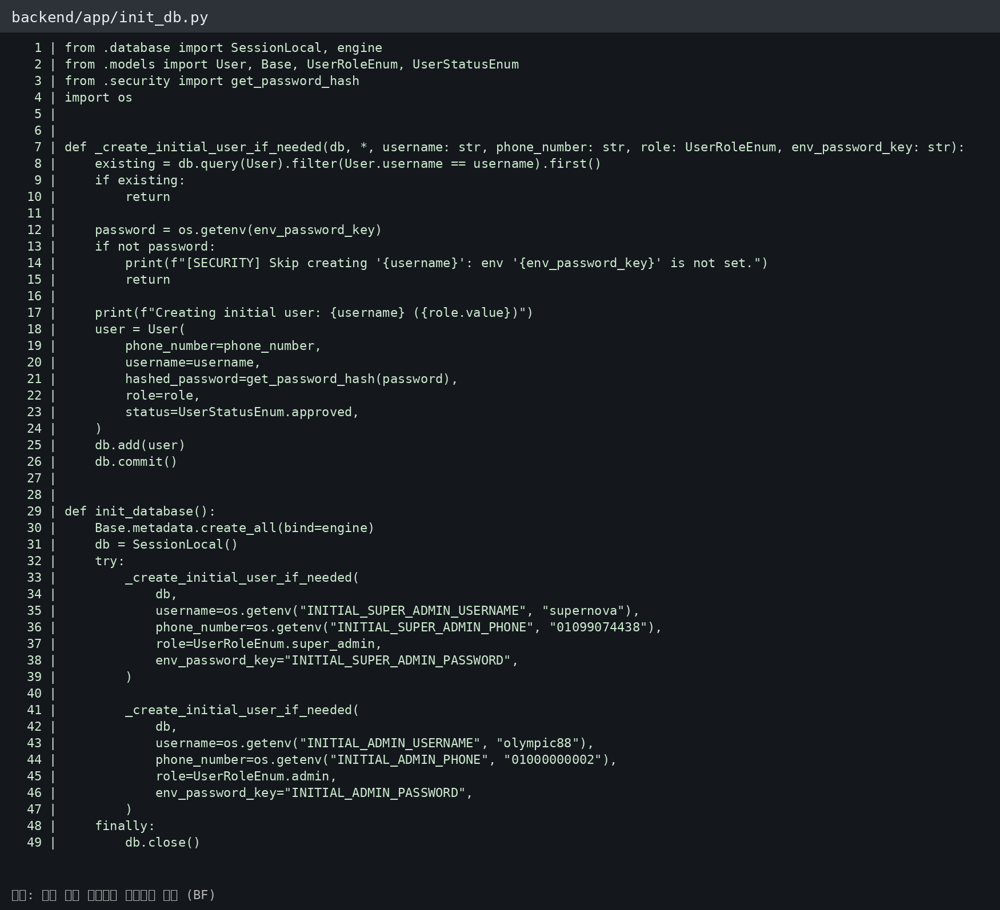 backend/app/init_db.py
1 | from .database import SessionLocal, engine
2 | from .models import User, Base, UserRoleEnum, UserStatusEnum
3 | from .security import get_password_hash
4 | import os
5 |
6 |
7 | def _create_initial_user_if_needed(db, *, username: str, phone_number: str, role: UserRoleEnum, env_password_key: str):
8 |     existing = db.query(User).filter(User.username == username).first()
9 |     if existing:
10 |         return
11 |
12 |     password = os.getenv(env_password_key)
13 |     if not password:
14 |         print(f"[SECURITY] Skip creating '{username}': env '{env_password_key}' is not set.")
15 |         return
16 |
17 |     print(f"Creating initial user: {username} ({role.value})")
18 |     user = User(
19 |         phone_number=phone_number,
20 |         username=username,
21 |         hashed_password=get_password_hash(password),
22 |         role=role,
23 |         status=UserStatusEnum.approved,
24 |     )
25 |     db.add(user)
26 |     db.commit()
27 |
28 |
29 | def init_database():
30 |     Base.metadata.create_all(bind=engine)
31 |     db = SessionLocal()
32 |     try:
33 |         _create_initial_user_if_needed(
34 |             db,
35 |             username=os.getenv("INITIAL_SUPER_ADMIN_USERNAME", "supernova"),
36 |             phone_number=os.getenv("INITIAL_SUPER_ADMIN_PHONE", "01099074438"),
37 |             role=UserRoleEnum.super_admin,
38 |             env_password_key="INITIAL_SUPER_ADMIN_PASSWORD",
39 |         )
40 |
41 |         _create_initial_user_if_needed(
42 |             db,
43 |             username=os.getenv("INITIAL_ADMIN_USERNAME", "olympic88"),
44 |             phone_number=os.getenv("INITIAL_ADMIN_PHONE", "01000000002"),
45 |             role=UserRoleEnum.admin,
46 |             env_password_key="INITIAL_ADMIN_PASSWORD",
47 |         )
48 |     finally:
49 |         db.close()
(BF)